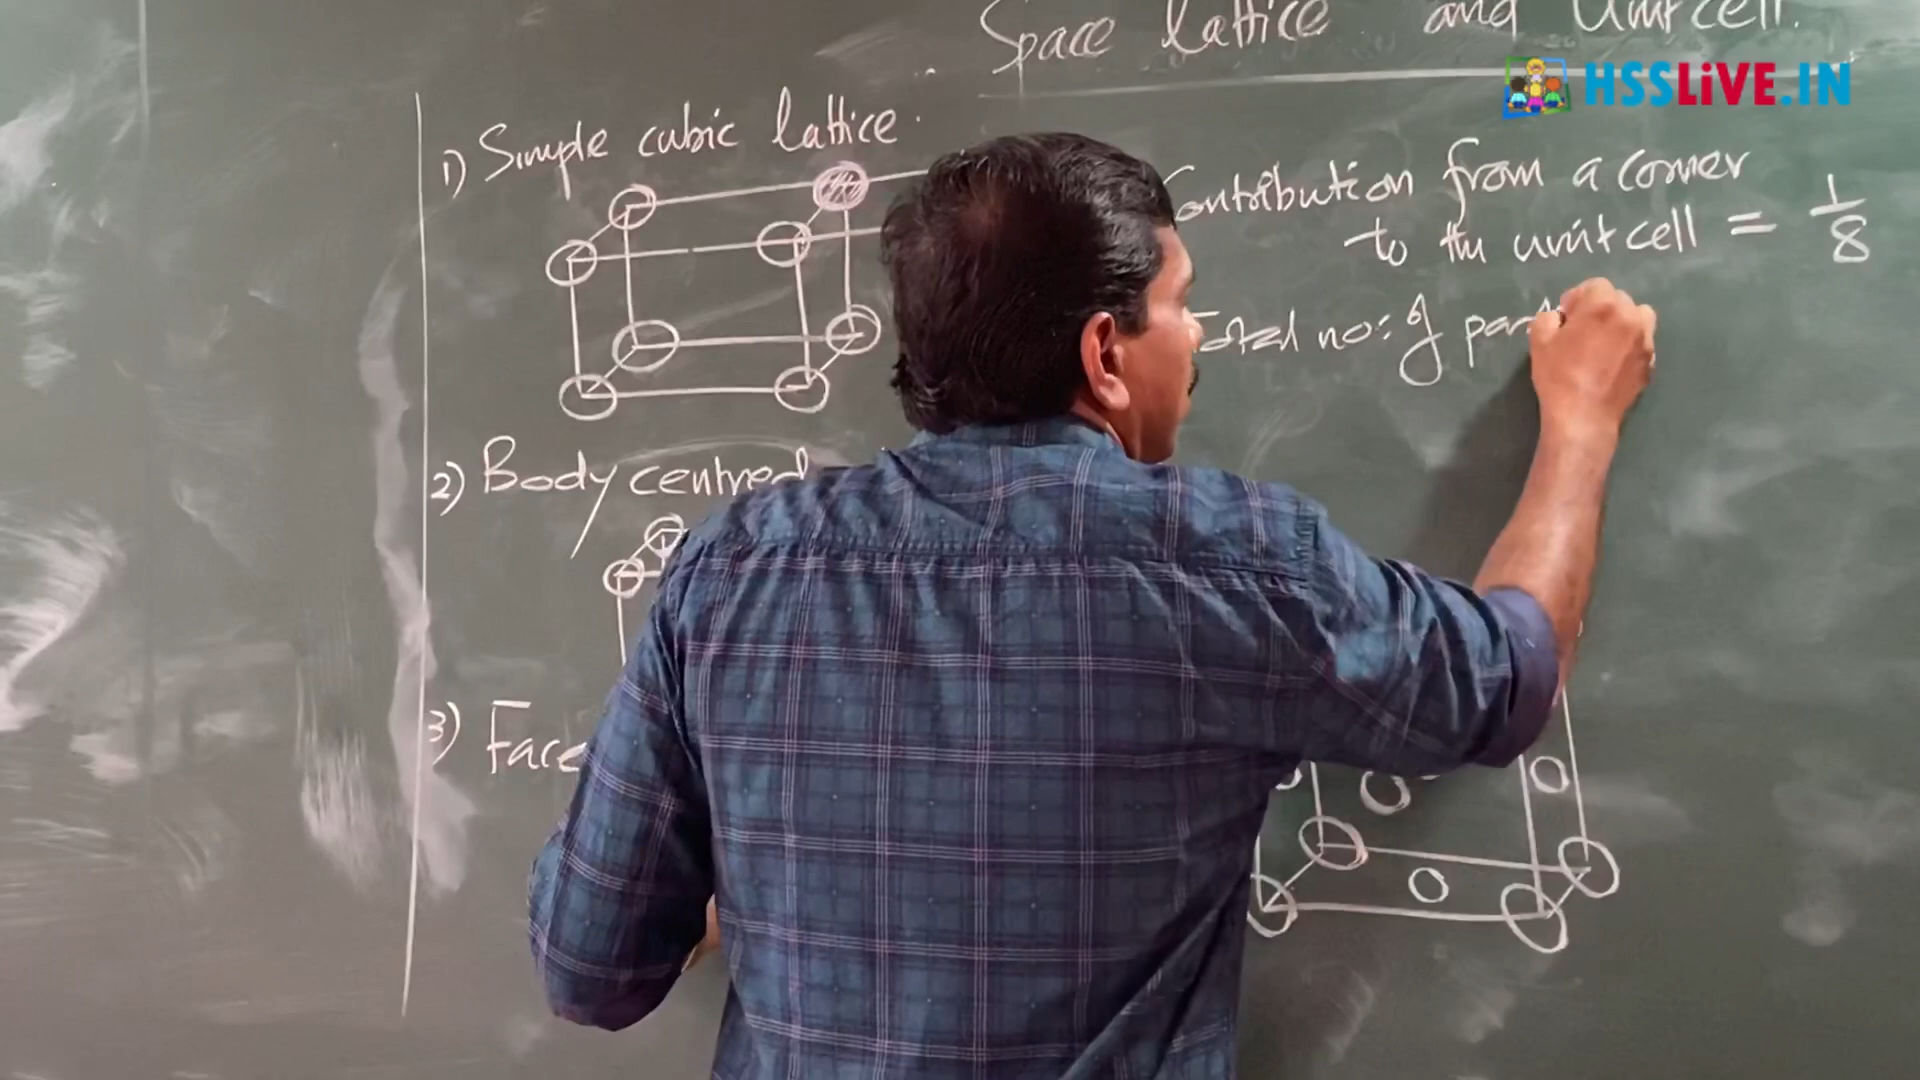 Space lattice and Unit cell.
HSSLiVE.IN
1) Simple cubic lattice.
Contribution from a corner
to the unit cell = 1/8
Total no: of part
2) Body centred
3) Face